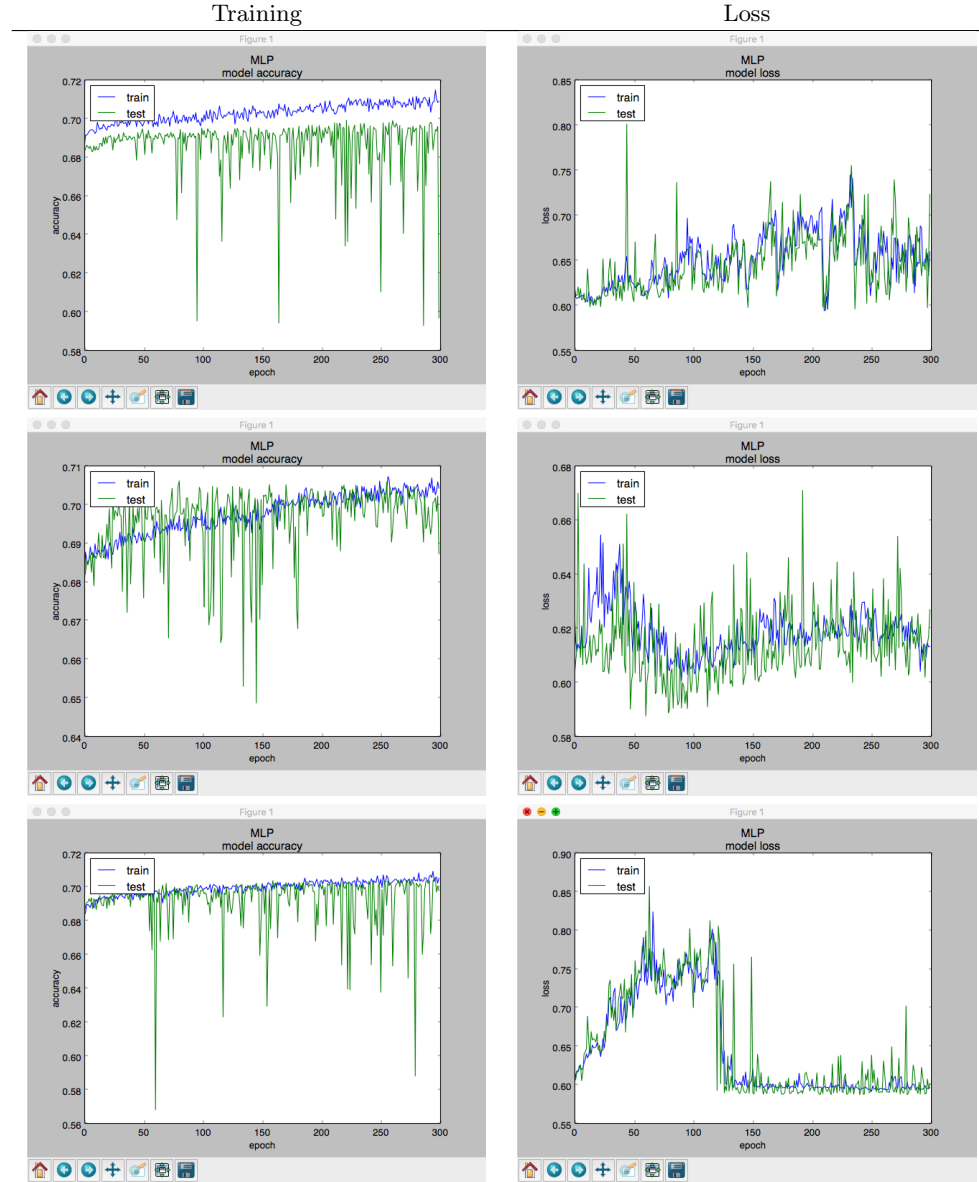 Training Loss
Figure 1 Figure 1
MLP MLP
model accuracy model loss
train
test
accuracy
0.72
0.70
0.68
0.66
0.64
0.62
0.60
0.58
0 50 100 150 200 250 300
epoch
train
test
loss
0.85
0.80
0.75
0.70
0.65
0.60
0.55
0 50 100 150 200 250 300
epoch
Figure 1 Figure 1
MLP MLP
model accuracy model loss
train
test
accuracy
0.71
0.70
0.69
0.68
0.67
0.66
0.65
0.64
0 50 100 150 200 250 300
epoch
train
test
loss
0.68
0.66
0.64
0.62
0.60
0.58
0 50 100 150 200 250 300
epoch
Figure 1 Figure 1
MLP MLP
model accuracy model loss
train
test
accuracy
0.72
0.70
0.68
0.66
0.64
0.62
0.60
0.58
0.56
0 50 100 150 200 250 300
epoch
train
test
loss
0.90
0.85
0.80
0.75
0.70
0.65
0.60
0.55
0 50 100 150 200 250 300
epoch